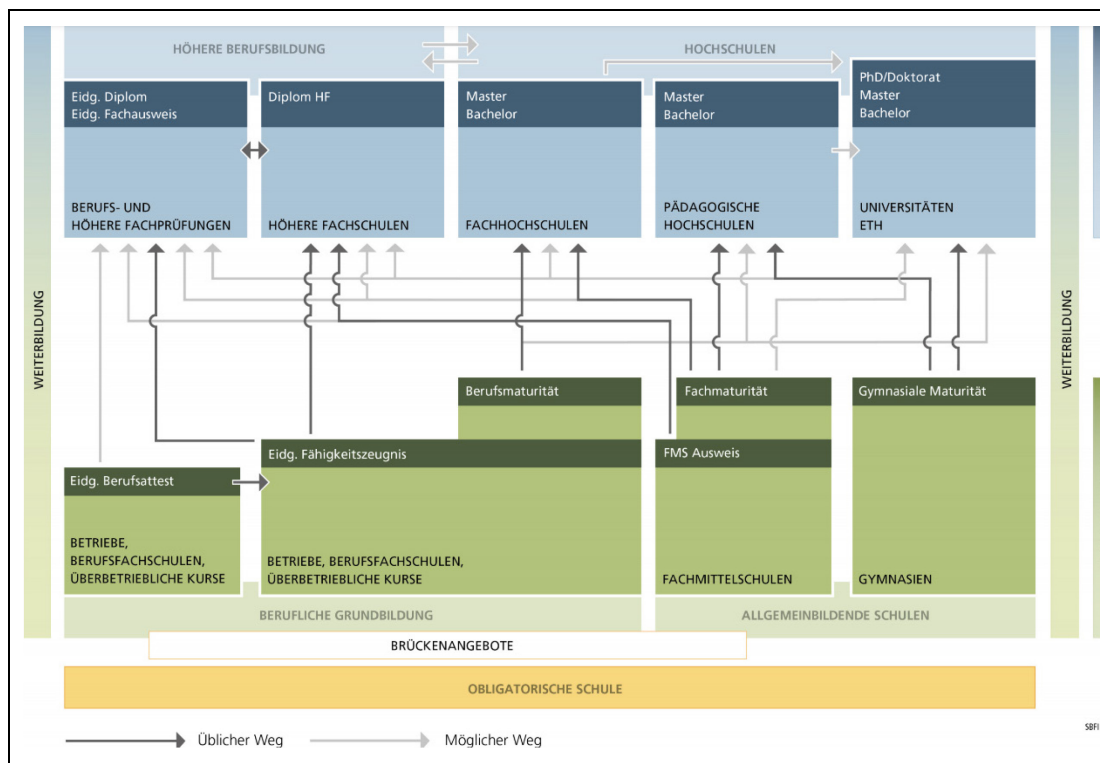 HÖHERE BERUFSBILDUNG
HOCHSCHULEN
Eidg. Diplom
Eidg. Fachausweis
BERUFS- UND
HÖHERE FACHPRÜFUNGEN
Diplom HF
HÖHERE FACHSCHULEN
Master
Bachelor
FACHHOCHSCHULEN
Master
Bachelor
PÄDAGOGISCHE
HOCHSCHULEN
PhD/Doktorat
Master
Bachelor
UNIVERSITÄTEN
ETH
WEITERBILDUNG
WEITERBILDUNG
Berufsmaturität
Fachmaturität
Gymnasiale Maturität
Eidg. Fähigkeitszeugnis
FMS Ausweis
Eidg. Berufsattest
BETRIEBE,
BERUFSFACHSCHULEN,
ÜBERBETRIEBLICHE KURSE
BETRIEBE, BERUFSFACHSCHULEN,
ÜBERBETRIEBLICHE KURSE
FACHMITTELSCHULEN
GYMNASIEN
BERUFLICHE GRUNDBILDUNG
ALLGEMEINBILDENDE SCHULEN
BRÜCKENANGEBOTE
OBLIGATORISCHE SCHULE
Üblicher Weg
Möglicher Weg
SBFI